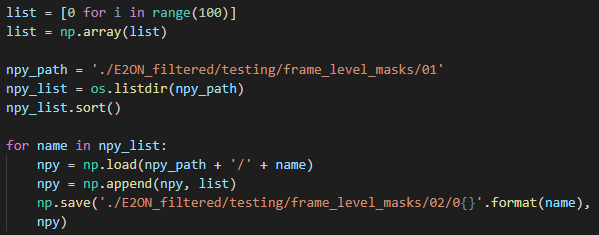 list = [0 for i in range(100)]
list = np.array(list)
npy_path = './E2ON_filtered/testing/frame_level_masks/01'
npy_list = os.listdir(npy_path)
npy_list.sort()
for name in npy_list:
    npy = np.load(npy_path + '/' + name)
    npy = np.append(npy, list)
    np.save('./E2ON_filtered/testing/frame_level_masks/02/0{}'.format(name),
    npy)